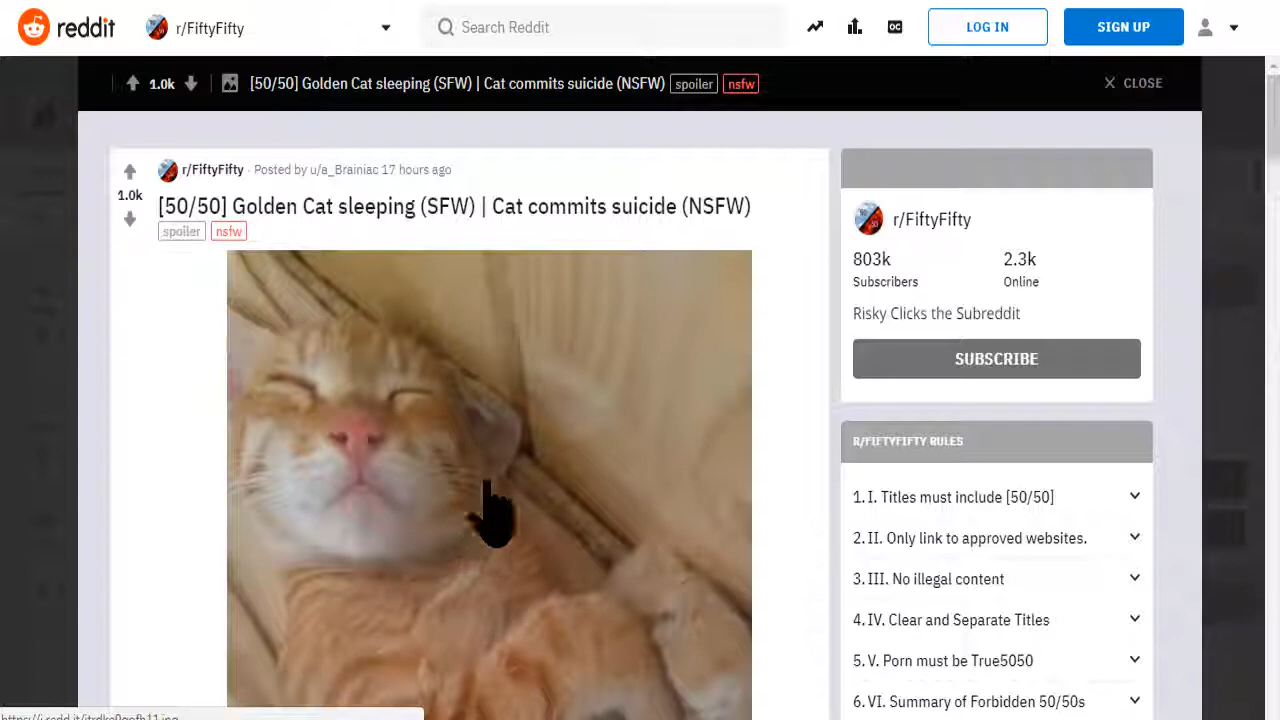 reddit
r/FiftyFifty
Search Reddit
LOG IN
SIGN UP
1.0k
[50/50] Golden Cat sleeping (SFW) | Cat commits suicide (NSFW)
spoiler
nsfw
CLOSE
r/FiftyFifty · Posted by u/a_Brainiac 17 hours ago
1.0k
[50/50] Golden Cat sleeping (SFW) | Cat commits suicide (NSFW)
spoiler
nsfw
r/FiftyFifty
803k
2.3k
Subscribers
Online
Risky Clicks the Subreddit
SUBSCRIBE
R/FIFTYFIFTY RULES
1. I. Titles must include [50/50]
2. II. Only link to approved websites.
3. III. No illegal content
4. IV. Clear and Separate Titles
5. V. Porn must be True5050
6. VI. Summary of Forbidden 50/50s